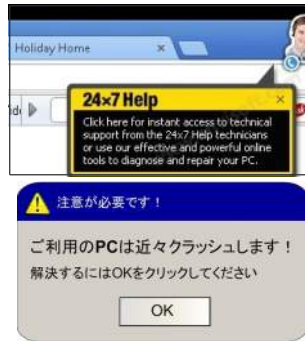 Holiday Home
×
24×7 Help
×
Click here for instant access to technical
support from the 24×7 Help technicians
or use our effective and powerful online
tools to diagnose and repair your PC.
注意が必要です！
ご利用のPCは近々クラッシュします！
解決するにはOKをクリックしてください
OK